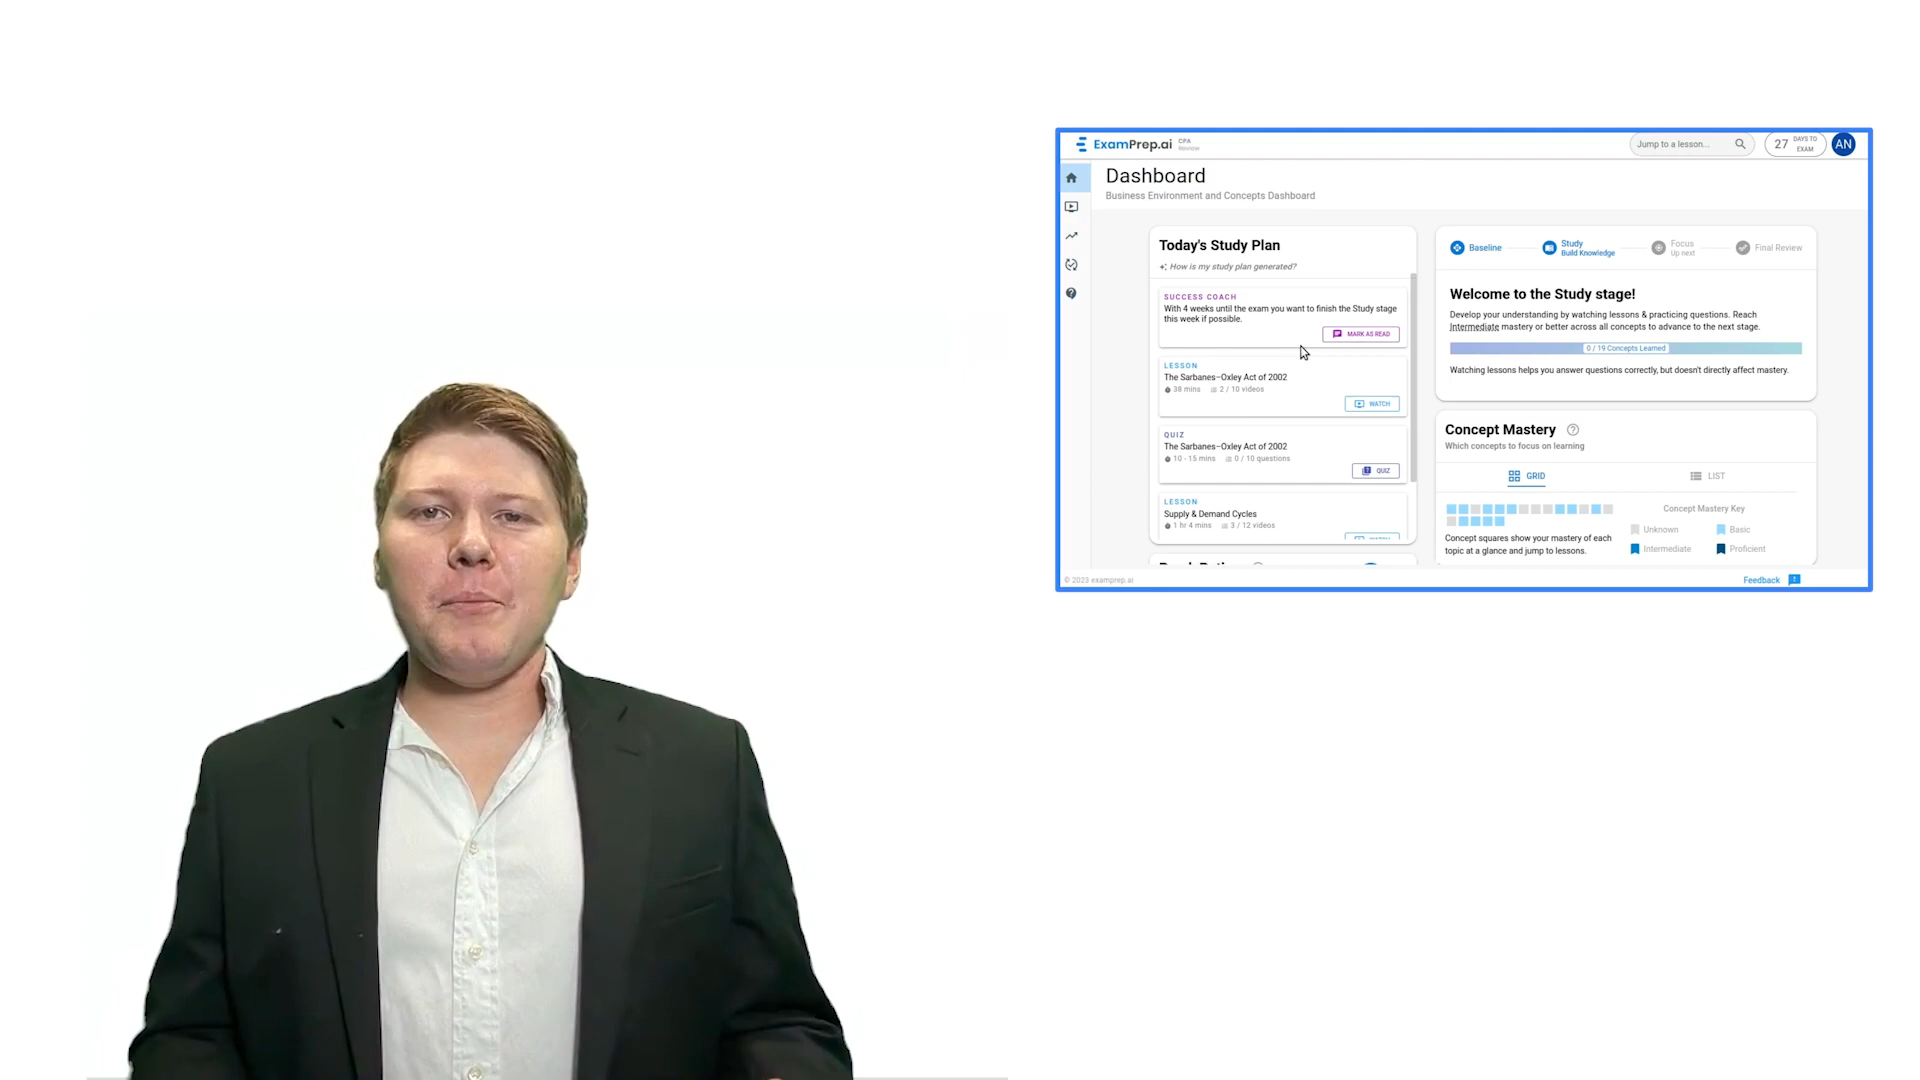 ExamPrep.ai CPA Review
Jump to a lesson...
27 DAYS TO EXAM
AN
Dashboard
Business Environment and Concepts Dashboard
Today's Study Plan
How is my study plan generated?
SUCCESS COACH
With 4 weeks until the exam you want to finish the Study stage
this week if possible.
MARK AS READ
LESSON
The Sarbanes–Oxley Act of 2002
38 mins 2 / 10 videos
WATCH
QUIZ
The Sarbanes–Oxley Act of 2002
10 - 15 mins 0 / 10 questions
QUIZ
LESSON
Supply & Demand Cycles
1 hr 4 mins 3 / 12 videos
Baseline
Study
Build Knowledge
Focus
Up next
Final Review
Welcome to the Study stage!
Develop your understanding by watching lessons & practicing questions. Reach
Intermediate mastery or better across all concepts to advance to the next stage.
0 / 19 Concepts Learned
Watching lessons helps you answer questions correctly, but doesn't directly affect mastery.
Concept Mastery
Which concepts to focus on learning
GRID
LIST
Concept squares show your mastery of each
topic at a glance and jump to lessons.
Concept Mastery Key
Unknown
Basic
Intermediate
Proficient
© 2023 examprep.ai
Feedback